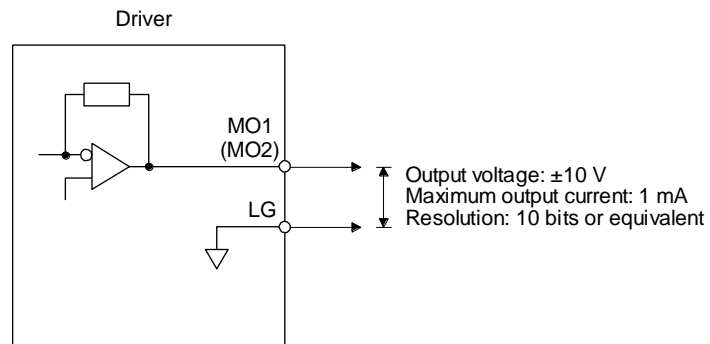 Driver
MO1
(MO2)
LG
Output voltage: ±10 V
Maximum output current: 1 mA
Resolution: 10 bits or equivalent